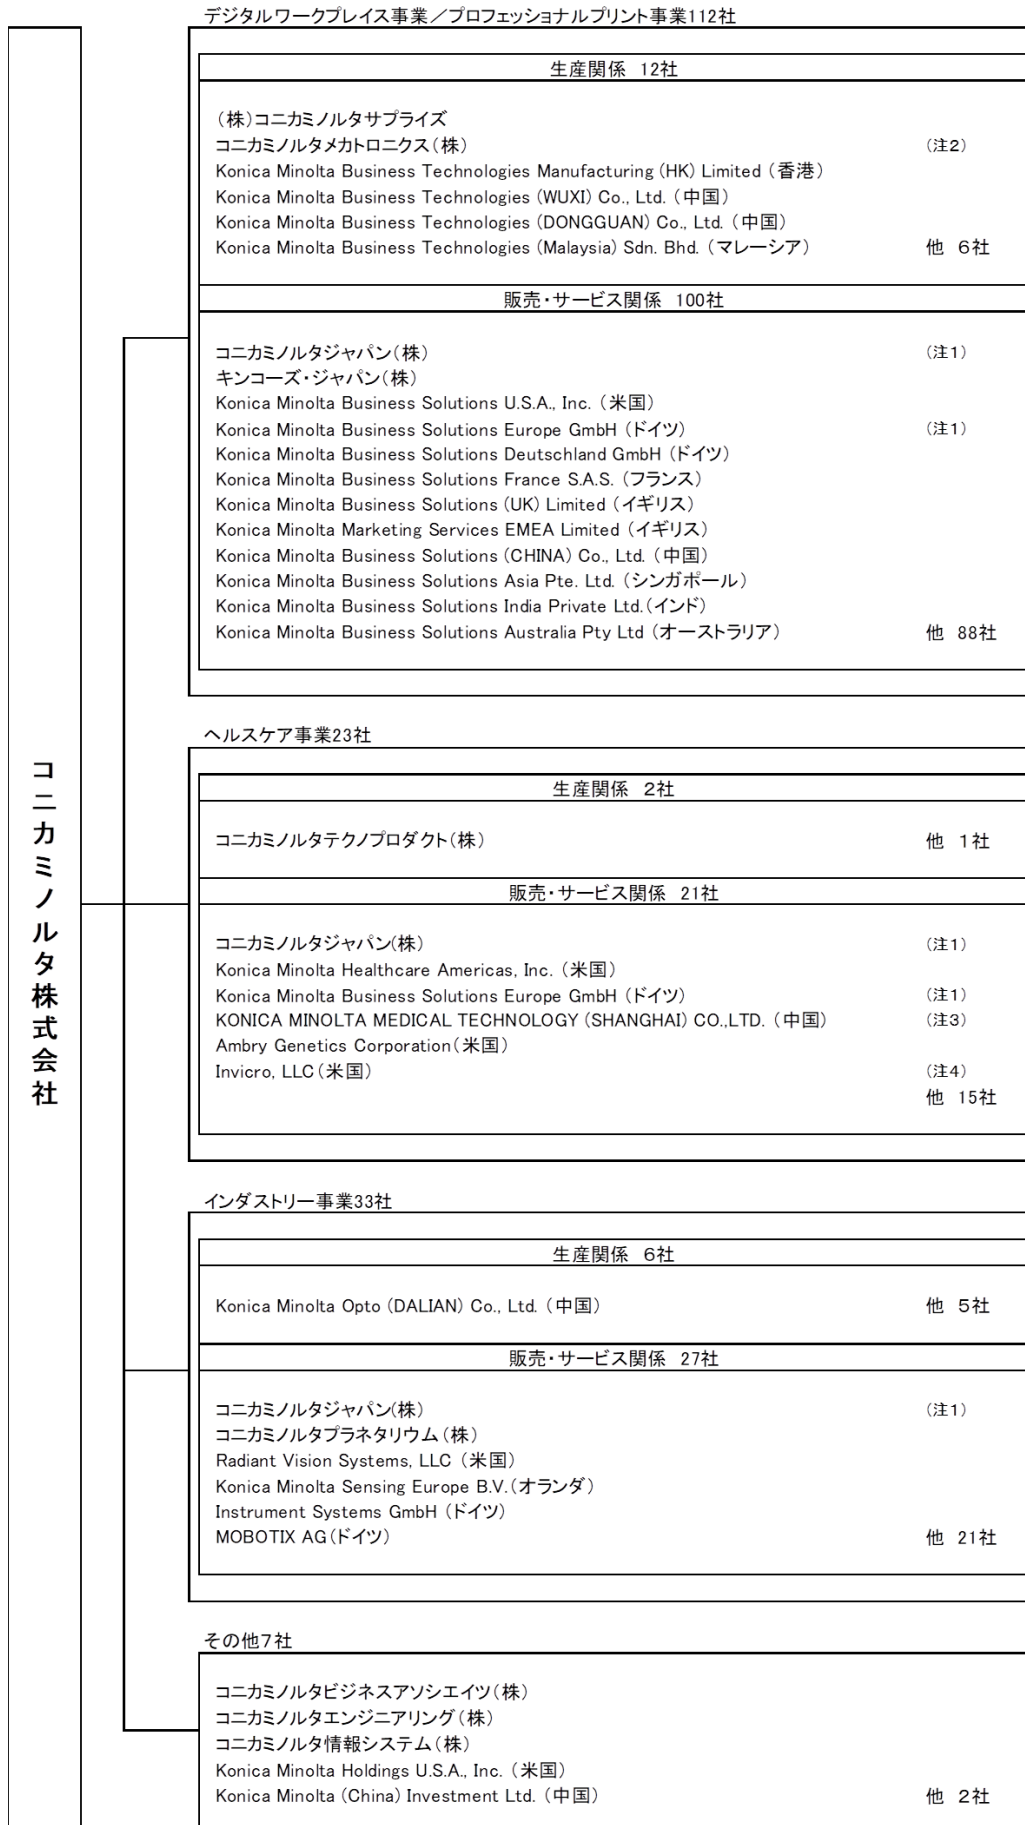 デジタルワークプレイス事業／プロフェッショナルプリント事業112社
生産関係 12社
（株）コニカミノルタサプライズ
コニカミノルタメカトロニクス（株） （注2）
Konica Minolta Business Technologies Manufacturing (HK) Limited （香港）
Konica Minolta Business Technologies (WUXI) Co., Ltd. （中国）
Konica Minolta Business Technologies (DONGGUAN) Co., Ltd. （中国）
Konica Minolta Business Technologies (Malaysia) Sdn. Bhd. （マレーシア） 他 6社
販売・サービス関係 100社
コニカミノルタジャパン（株） （注1）
キンコーズ・ジャパン（株）
Konica Minolta Business Solutions U.S.A., Inc. （米国）
Konica Minolta Business Solutions Europe GmbH （ドイツ） （注1）
Konica Minolta Business Solutions Deutschland GmbH （ドイツ）
Konica Minolta Business Solutions France S.A.S. （フランス）
Konica Minolta Business Solutions (UK) Limited （イギリス）
Konica Minolta Marketing Services EMEA Limited （イギリス）
Konica Minolta Business Solutions (CHINA) Co., Ltd. （中国）
Konica Minolta Business Solutions Asia Pte. Ltd. （シンガポール）
Konica Minolta Business Solutions India Private Ltd.（インド）
Konica Minolta Business Solutions Australia Pty Ltd （オーストラリア） 他 88社
ヘルスケア事業23社
コニカミノルタ株式会社
生産関係 2社
コニカミノルタテクノプロダクト（株） 他 1社
販売・サービス関係 21社
コニカミノルタジャパン(株） （注1）
Konica Minolta Healthcare Americas, Inc. （米国）
Konica Minolta Business Solutions Europe GmbH （ドイツ） （注1）
KONICA MINOLTA MEDICAL TECHNOLOGY (SHANGHAI) CO.,LTD. （中国） （注3）
Ambry Genetics Corporation（米国）
Invicro, LLC（米国） （注4）
他 15社
インダストリー事業33社
生産関係 6社
Konica Minolta Opto (DALIAN) Co., Ltd. （中国） 他 5社
販売・サービス関係 27社
コニカミノルタジャパン(株） （注1）
コニカミノルタプラネタリウム（株）
Radiant Vision Systems, LLC （米国）
Konica Minolta Sensing Europe B.V.（オランダ）
Instrument Systems GmbH （ドイツ）
MOBOTIX AG（ドイツ） 他 21社
その他7社
コニカミノルタビジネスアソシエイツ（株）
コニカミノルタエンジニアリング（株）
コニカミノルタ情報システム（株）
Konica Minolta Holdings U.S.A., Inc. （米国）
Konica Minolta (China) Investment Ltd. （中国） 他 2社